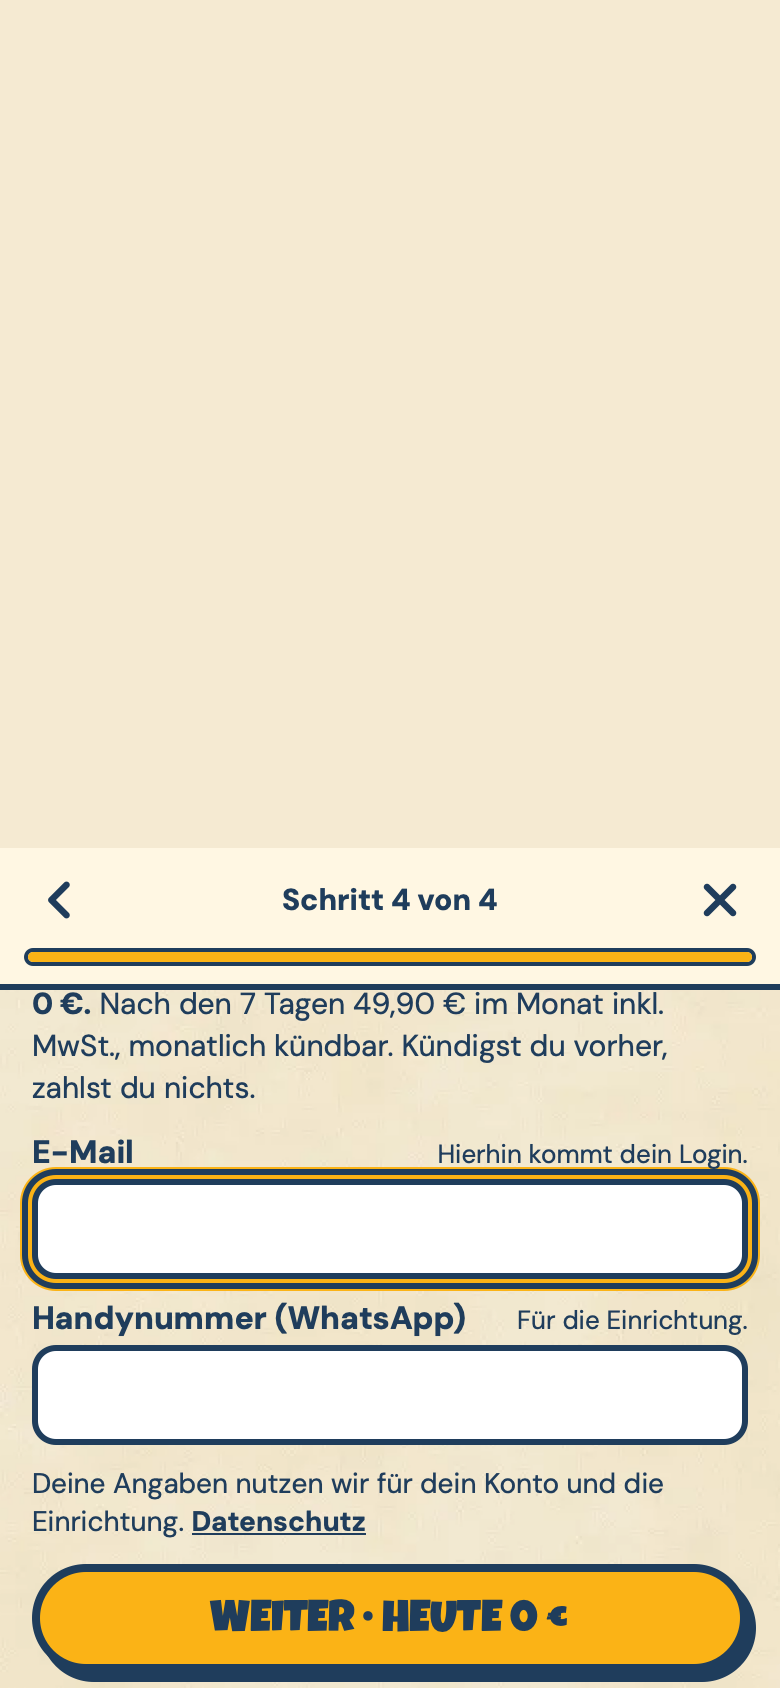 Schritt 4 von 4
0 €. Nach den 7 Tagen 49,90 € im Monat inkl.
MwSt., monatlich kündbar. Kündigst du vorher,
zahlst du nichts.
E-Mail
Hierhin kommt dein Login.
Handynummer (WhatsApp)
Für die Einrichtung.
Deine Angaben nutzen wir für dein Konto und die
Einrichtung. Datenschutz
WEITER · HEUTE 0 €